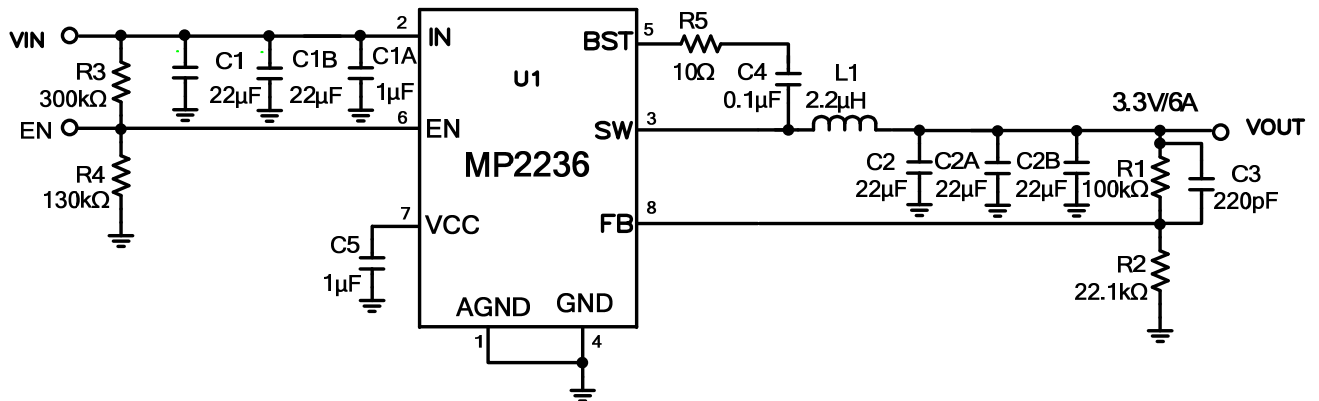 VIN
R3
300kΩ
EN
R4
130kΩ
C1
22µF
C1B
22µF
C1A
1µF
2
IN
6
EN
7
VCC
C5
1µF
U1
MP2236
AGND
GND
1
4
BST
5
SW
3
FB
8
R5
10Ω
C4
0.1µF
L1
2.2µH
C2
22µF
C2A
22µF
C2B
22µF
3.3V/6A
VOUT
R1
100kΩ
C3
220pF
R2
22.1kΩ